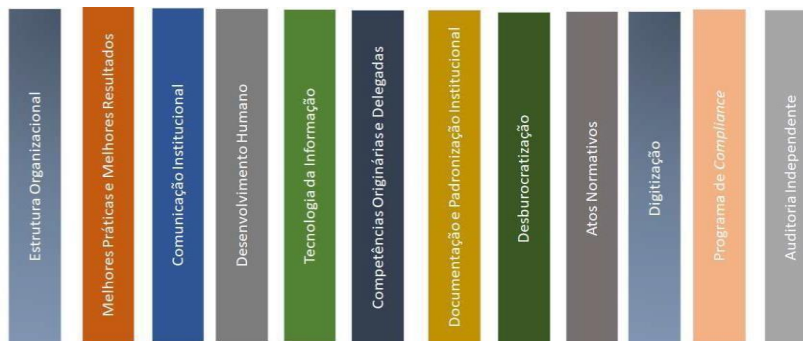 Estrutura Organizacional
Melhores Práticas e Melhores Resultados
Comunicação Institucional
Desenvolvimento Humano
Tecnologia da Informação
Competências Originárias e Delegadas
Documentação e Padronização Institucional
Desburocratização
Atos Normativos
Digitização
Programa de Compliance
Auditoria Independente